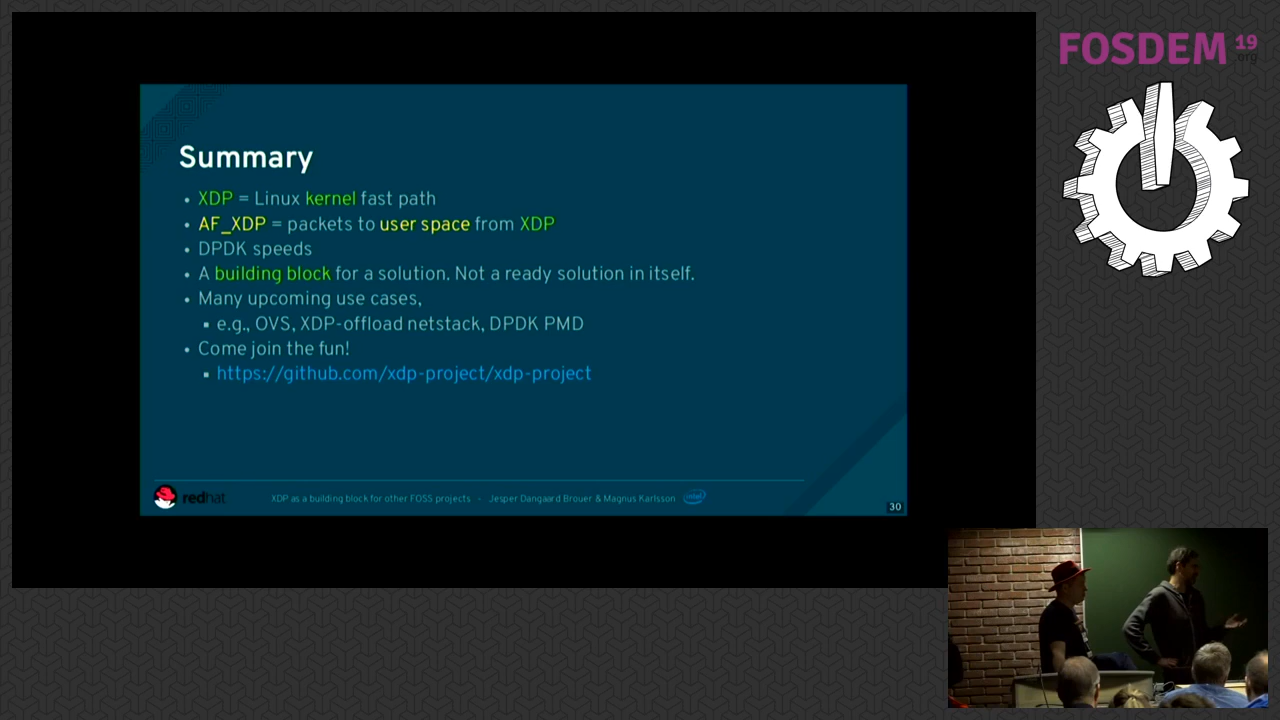 FOSDEM 19
.org
Summary
XDP = Linux kernel fast path
AF_XDP = packets to user space from XDP
DPDK speeds
A building block for a solution. Not a ready solution in itself.
Many upcoming use cases,
e.g., OVS, XDP-offload netstack, DPDK PMD
Come join the fun!
https://github.com/xdp-project/xdp-project
redhat
XDP as a building block for other FOSS projects - Jesper Dangaard Brouer & Magnus Karlsson
intel
30